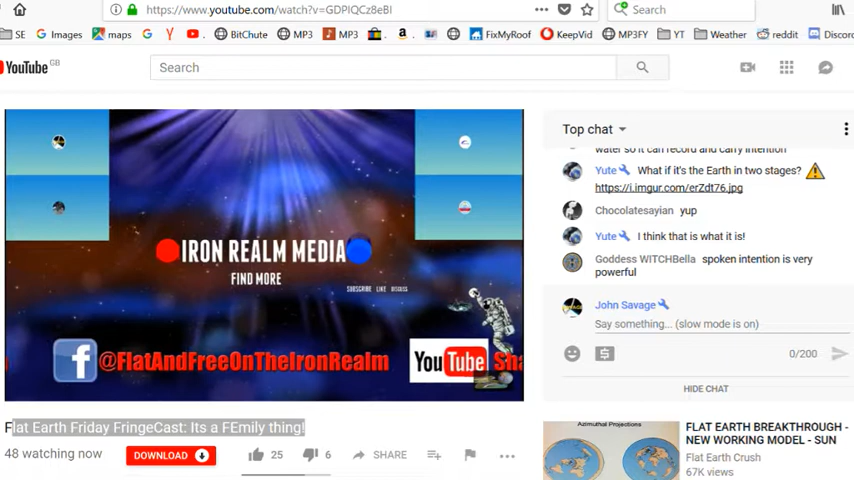 https://www.youtube.com/watch?v=GDPlQCz8eBI
Search
SE Images maps BitChute MP3 MP3 FixMyRoof KeepVid MP3FY YT Weather reddit Discord
YouTube GB
Search
Top chat
water so it can record and carry intention
Yute What if it's the Earth in two stages?
https://i.imgur.com/erZdt76.jpg
Chocolatesayian yup
Yute I think that is what it is!
Goddess WITCHBella spoken intention is very
powerful
John Savage
Say something... (slow mode is on)
0/200
HIDE CHAT
IRON REALM MEDIA
FIND MORE
SUBSCRIBE LIKE DISCUSS
f @FlatAndFreeOnTheIronRealm YouTube Sha
Flat Earth Friday FringeCast: Its a FEmily thing!
48 watching now DOWNLOAD 25 6 SHARE
Azimuthal Projections
FLAT EARTH BREAKTHROUGH -
NEW WORKING MODEL - SUN
Flat Earth Crush
67K views